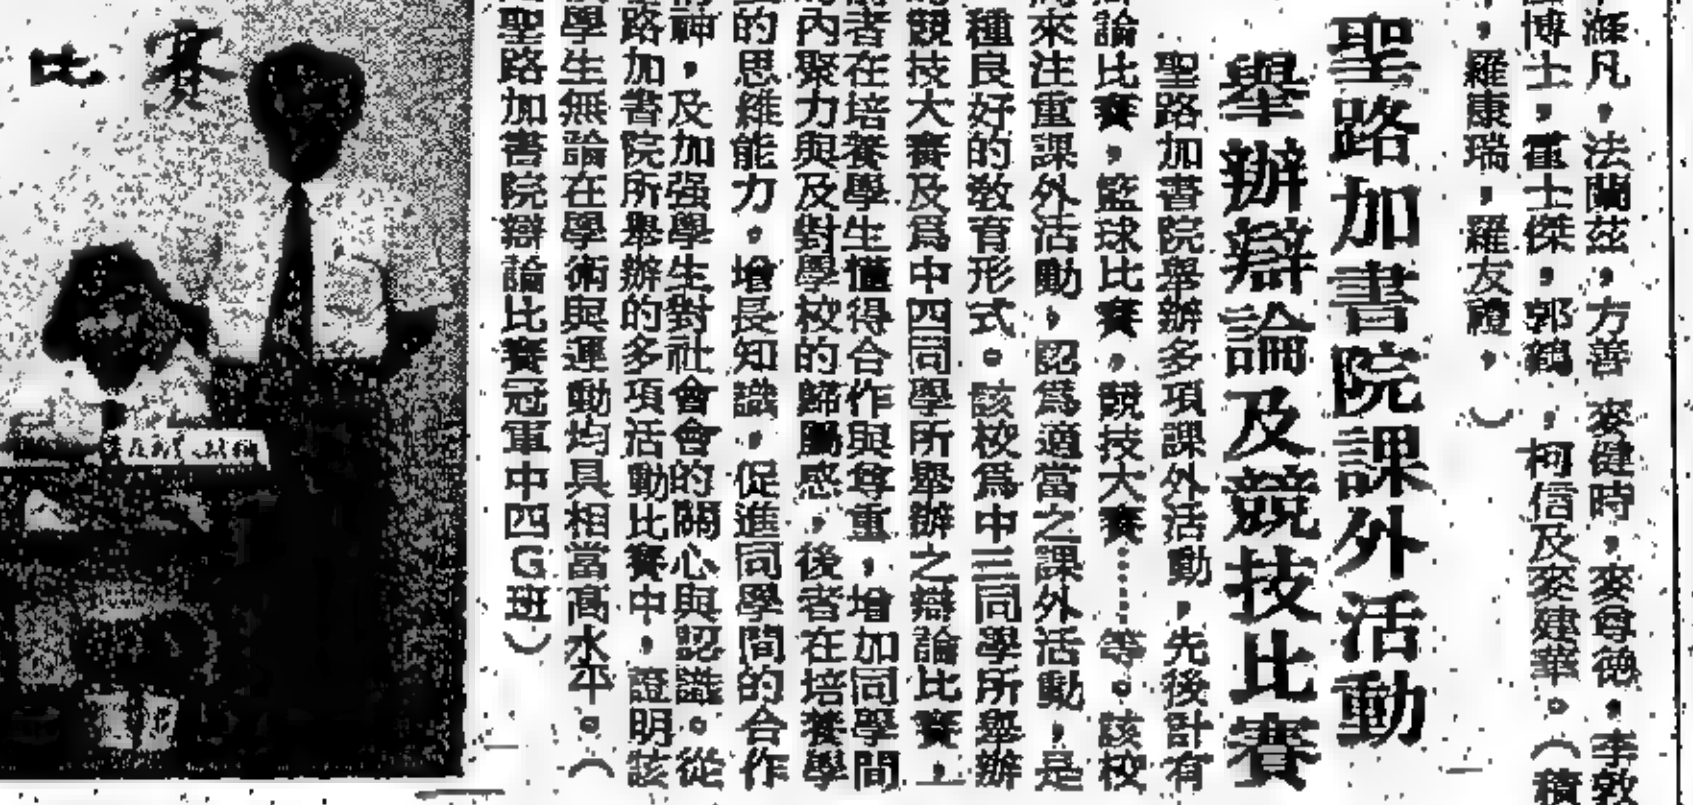 滌凡，法蘭茲，方善 麥健時，麥尊德，李敦
博士，董士傑，郭鶴，柯信及麥建華。（積
，羅康瑞，羅友禮，）
聖路加書院課外活動
舉辦辯論及競技比賽
聖路加書院舉辦多項課外活動，先後計有
論比賽，籃球比賽，競技大賽……等。該校
來注重課外活動，認爲適當之課外活動，是
種良好的敎育形式。該校爲中三同學所舉辦
競技大賽及爲中四同學所舉辦之辯論比賽，
者在培養學生懂得合作與尊重，增加同學間
內聚力與及對學校的歸屬感，後者在培養學
的思維能力，增長知識，促進同學間的合作
神，及加强學生對社會會的關心與認識。從
路加書院所舉辦的多項活動比賽中，證明該
學生無論在學術與運動均具相當高水平。（
聖路加書院辯論比賽冠軍中四G班）
比賽